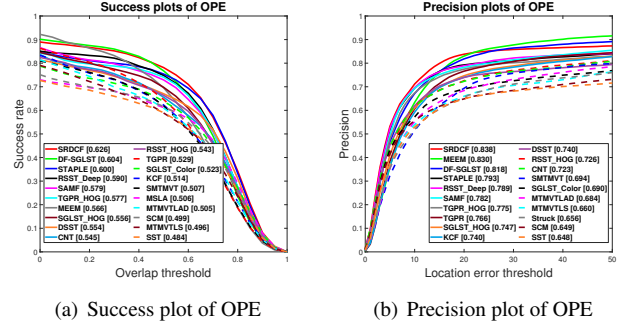 Success plots of OPE
Success rate
0.9
0.8
0.7
0.6
0.5
0.4
0.3
0.2
0.1
0
0 0.2 0.4 0.6 0.8 1
Overlap threshold
SRDCF [0.626]
DF-SGLST [0.604]
STAPLE [0.600]
RSST_Deep [0.590]
SAMF [0.579]
TGPR_HOG [0.577]
MEEM [0.566]
SGLST_HOG [0.556]
DSST [0.554]
CNT [0.545]
RSST_HOG [0.543]
TGPR [0.529]
SGLST_Color [0.523]
KCF [0.514]
SMTMVT [0.507]
MSLA [0.506]
MTMVTLAD [0.505]
SCM [0.499]
MTMVTLS [0.496]
SST [0.484]
(a) Success plot of OPE
Precision plots of OPE
Precision
1
0.9
0.8
0.7
0.6
0.5
0.4
0.3
0.2
0.1
0
0 10 20 30 40 50
Location error threshold
SRDCF [0.838]
MEEM [0.830]
DF-SGLST [0.818]
STAPLE [0.793]
RSST_Deep [0.789]
SAMF [0.782]
TGPR_HOG [0.775]
TGPR [0.766]
SGLST_HOG [0.747]
KCF [0.740]
DSST [0.740]
RSST_HOG [0.726]
CNT [0.723]
SMTMVT [0.694]
SGLST_Color [0.690]
MTMVTLAD [0.684]
MTMVTLS [0.660]
Struck [0.656]
SCM [0.649]
SST [0.648]
(b) Precision plot of OPE